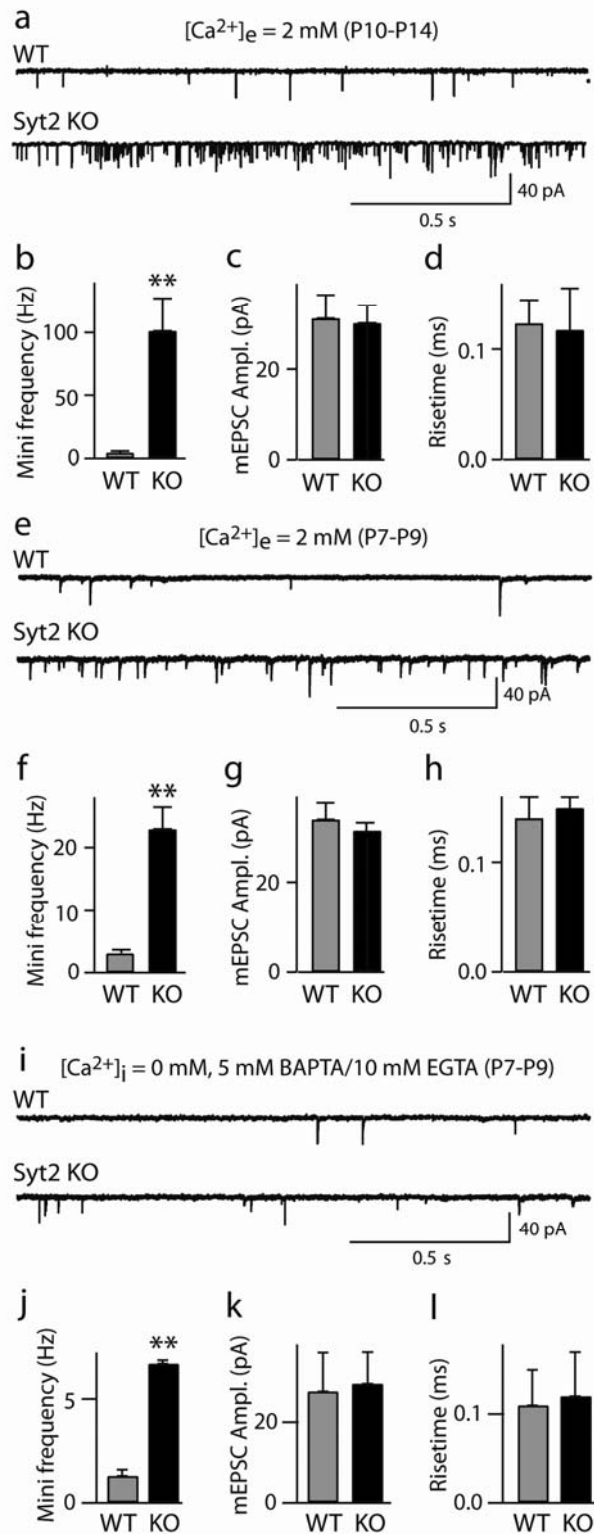 a
[Ca²⁺]e = 2 mM (P10-P14)
WT
Syt2 KO
40 pA
0.5 s
b
c
d
**
Mini frequency (Hz)
100
50
0
WT KO
mEPSC Ampl. (pA)
20
0
WT KO
Risetime (ms)
0.1
0.0
WT KO
e
[Ca²⁺]e = 2 mM (P7-P9)
WT
Syt2 KO
40 pA
0.5 s
f
g
h
**
Mini frequency (Hz)
20
10
0
WT KO
mEPSC Ampl. (pA)
20
0
WT KO
Risetime (ms)
0.1
0.0
WT KO
i
[Ca²⁺]i = 0 mM, 5 mM BAPTA/10 mM EGTA (P7-P9)
WT
Syt2 KO
40 pA
0.5 s
j
k
l
**
Mini frequency (Hz)
5
0
WT KO
mEPSC Ampl. (pA)
20
0
WT KO
Risetime (ms)
0.1
0.0
WT KO